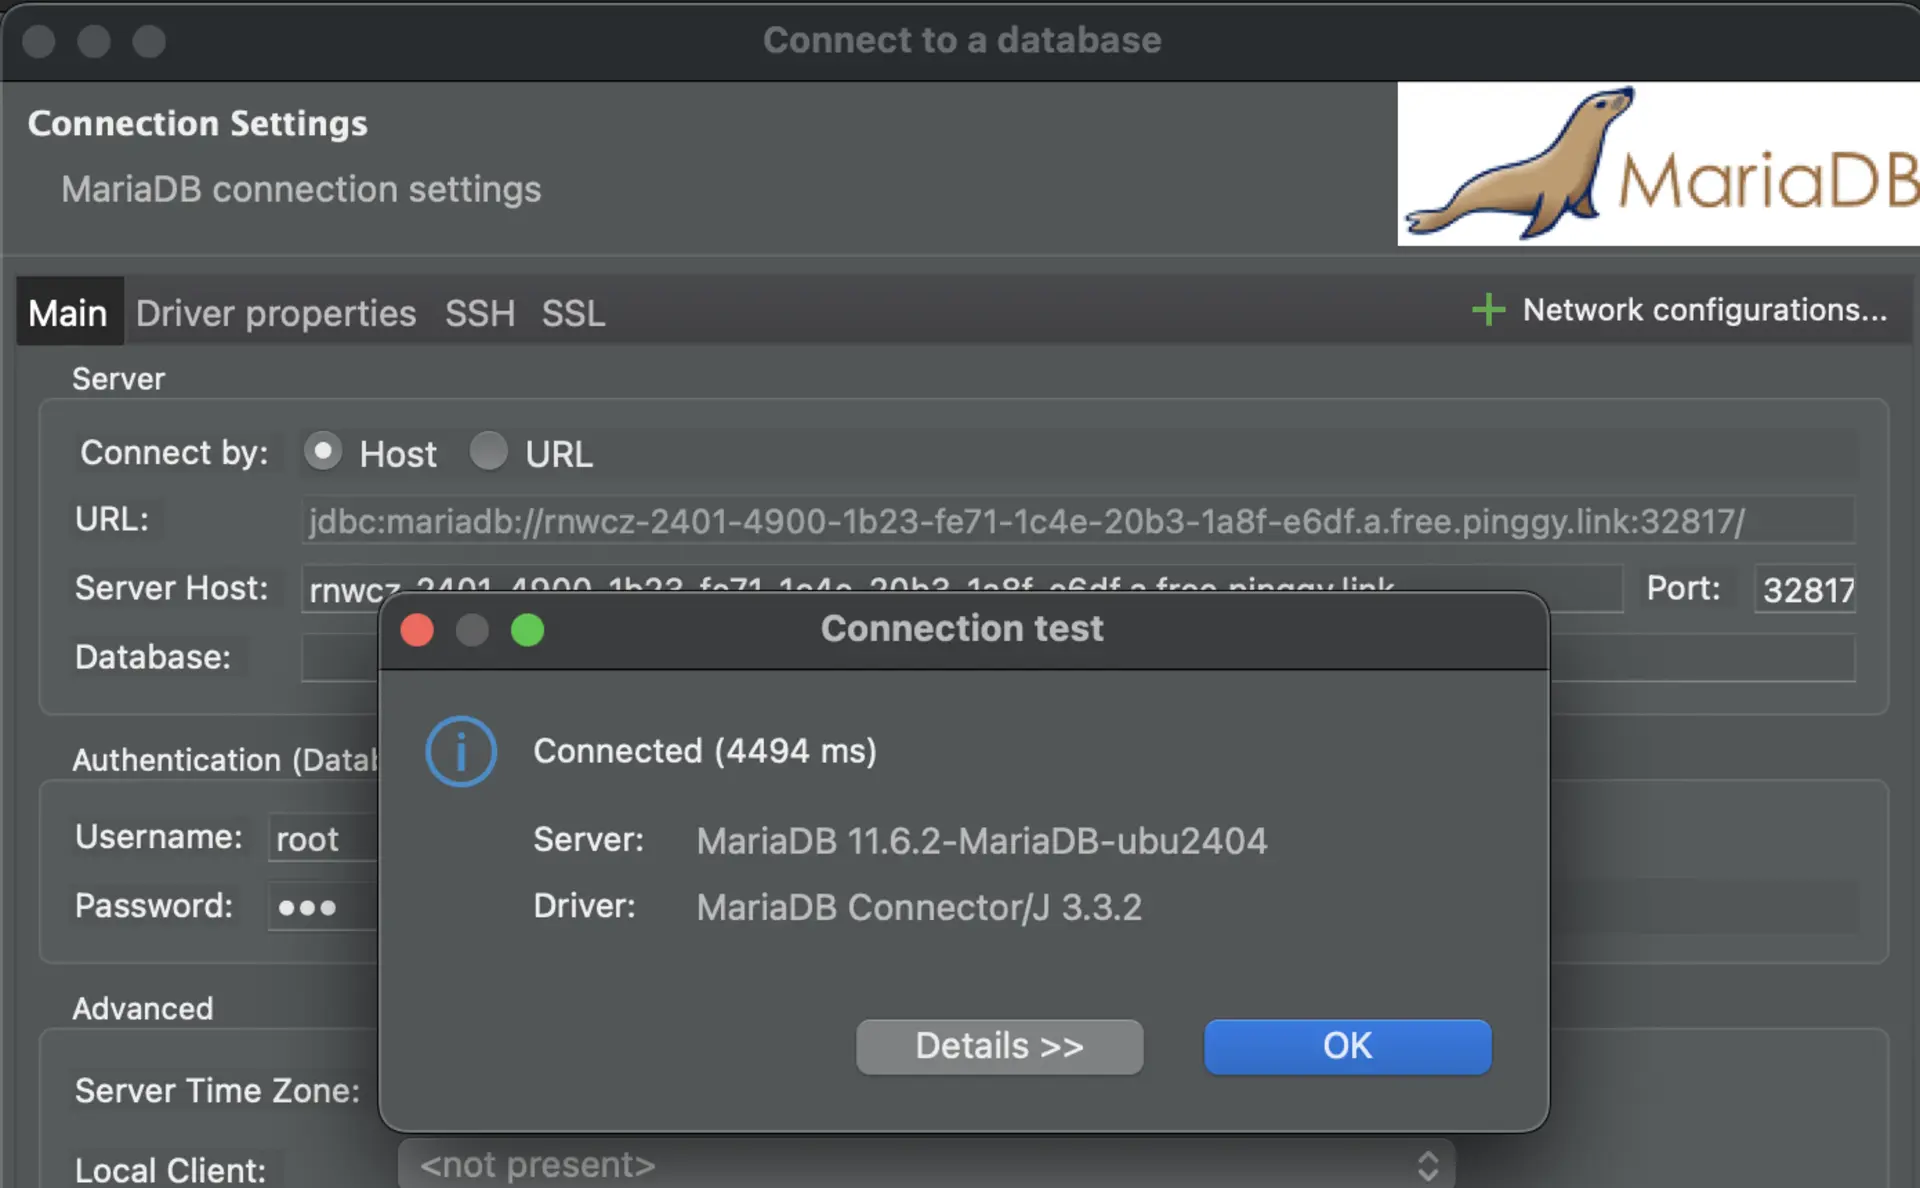 Connect to a database
Connection Settings
MariaDB connection settings
MariaDB
Main Driver properties SSH SSL Network configurations...
Server
Connect by: Host URL
URL: jdbc:mariadb://rnwcz-2401-4900-1b23-fe71-1c4e-20b3-1a8f-e6df.a.free.pinggy.link:32817/
Server Host: rnwcz-2401-4900-1b23-fe71-1c4e-20b3-1a8f-e6df.a.free.pinggy.link Port: 32817
Connection test
Database:
Connected (4494 ms)
Authentication (Datab
Server: MariaDB 11.6.2-MariaDB-ubu2404
Username: root
Driver: MariaDB Connector/J 3.3.2
Password: •••
Advanced
Details >> OK
Server Time Zone:
Local Client: <not present>